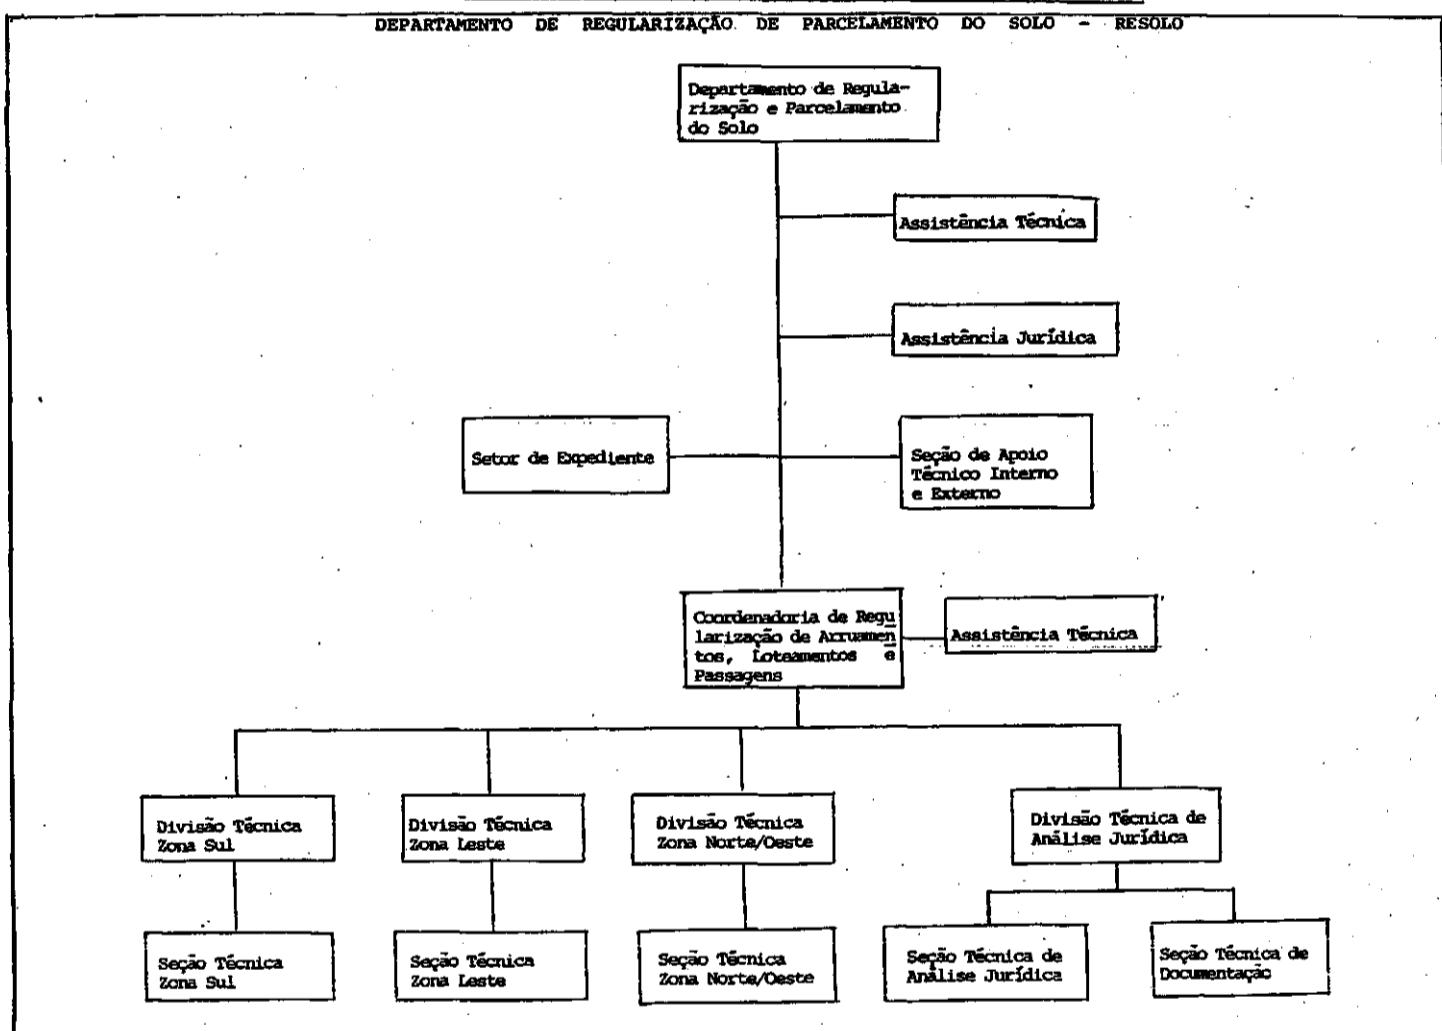 DEPARTAMENTO DE REGULARIZAÇÃO DE PARCELAMENTO DO SOLO - RESOLO
Departamento de Regula-
rização e Parcelamento
do Solo
Assistência Técnica
Assistência Jurídica
Setor de Expediente
Seção de Apoio
Técnico Interno
e Externo
Coordenadoria de Regu
larização de Arruamen
tos, Loteamentos e
Passagens
Assistência Técnica
Divisão Técnica
Zona Sul
Divisão Técnica
Zona Leste
Divisão Técnica
Zona Norte/Oeste
Divisão Técnica de
Análise Jurídica
Seção Técnica
Zona Sul
Seção Técnica
Zona Leste
Seção Técnica
Zona Norte/Oeste
Seção Técnica de
Análise Jurídica
Seção Técnica de
Documentação